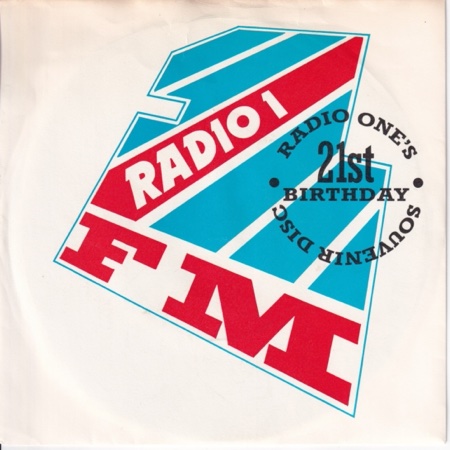 RADIO 1
FM
RADIO ONE'S
21st
BIRTHDAY
SOUVENIR DISC